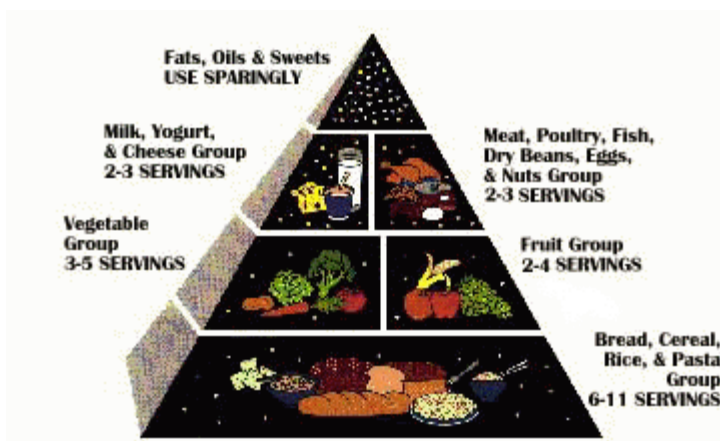 Fats, Oils & Sweets
USE SPARINGLY
Milk, Yogurt,
& Cheese Group
2-3 SERVINGS
Meat, Poultry, Fish,
Dry Beans, Eggs,
& Nuts Group
2-3 SERVINGS
Vegetable
Group
3-5 SERVINGS
Fruit Group
2-4 SERVINGS
Bread, Cereal,
Rice, & Pasta
Group
6-11 SERVINGS